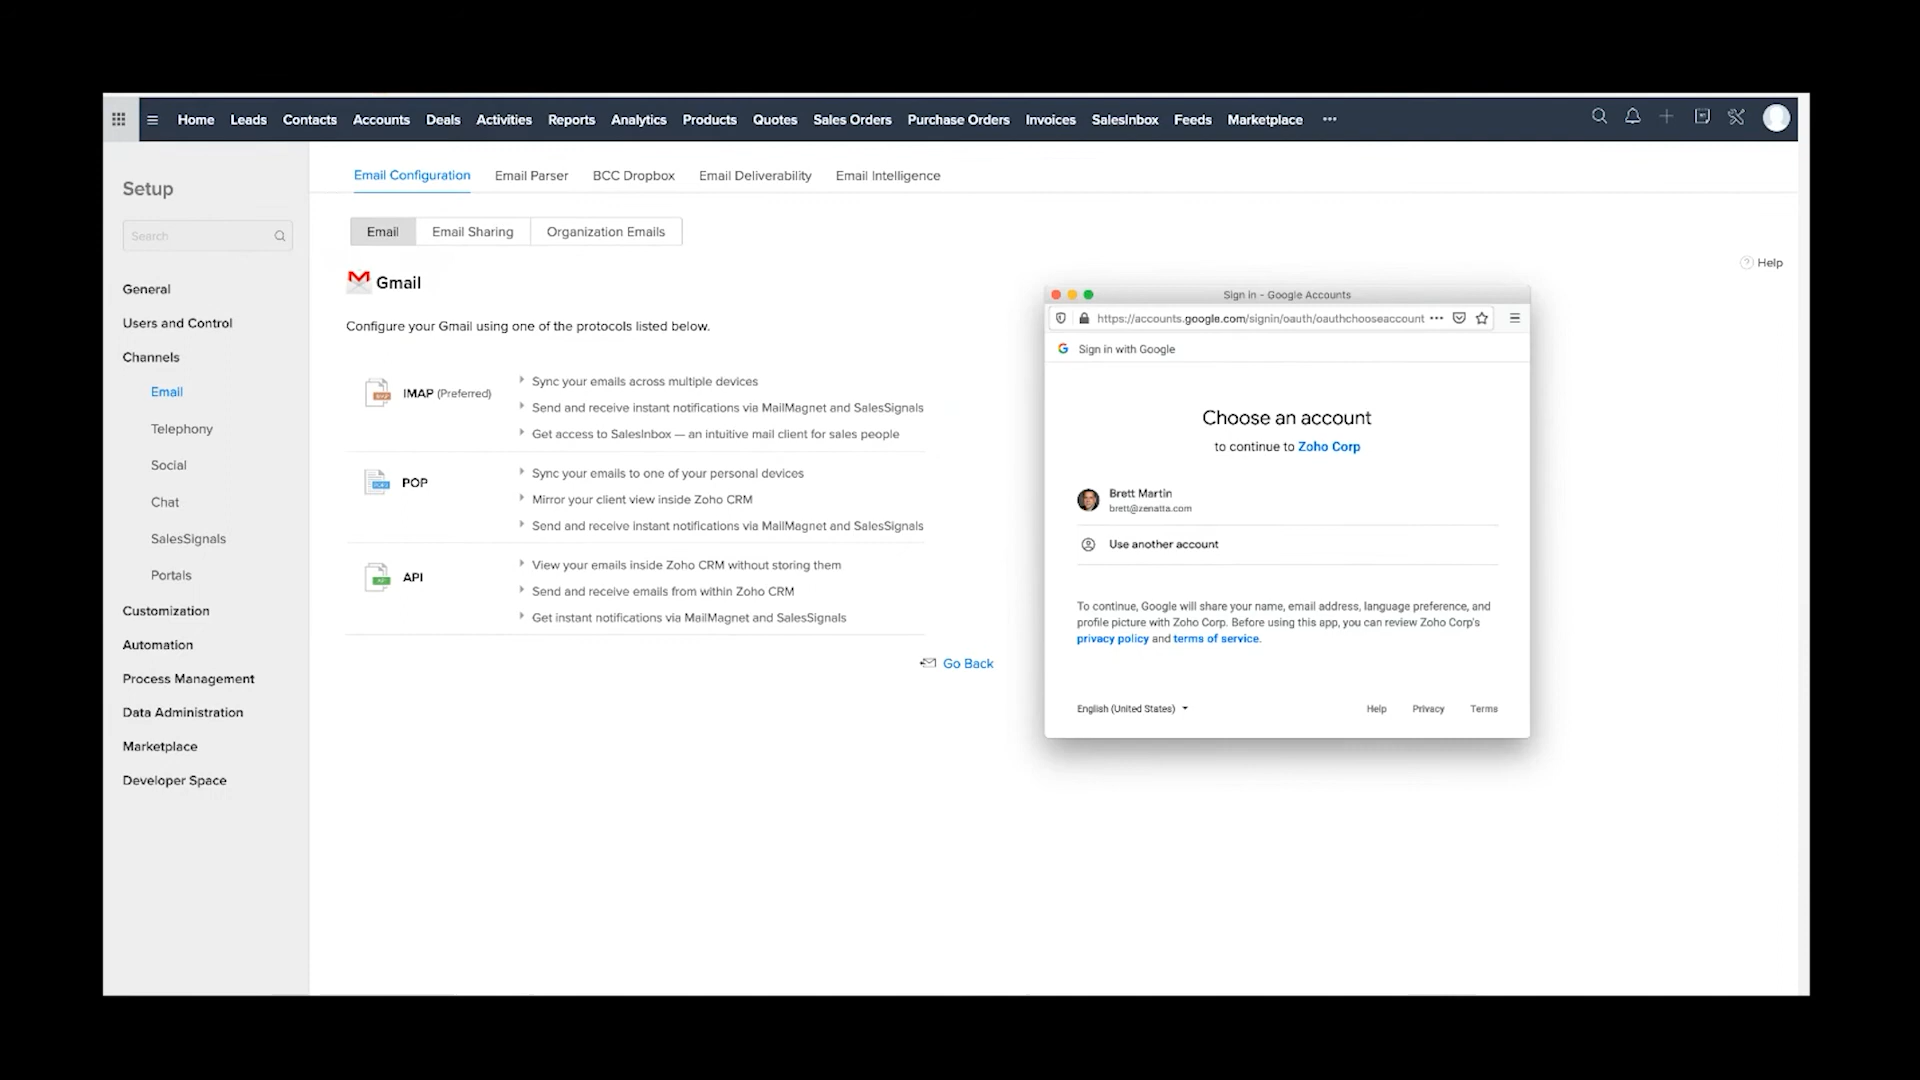 Home Leads Contacts Accounts Deals Activities Reports Analytics Products Quotes Sales Orders Purchase Orders Invoices SalesInbox Feeds Marketplace •••
Setup
Search
General
Users and Control
Channels
Email
Telephony
Social
Chat
SalesSignals
Portals
Customization
Automation
Process Management
Data Administration
Marketplace
Developer Space
Email Configuration Email Parser BCC Dropbox Email Deliverability Email Intelligence
Email Email Sharing Organization Emails
? Help
Gmail
Configure your Gmail using one of the protocols listed below.
IMAP (Preferred)
Sync your emails across multiple devices
Send and receive instant notifications via MailMagnet and SalesSignals
Get access to SalesInbox — an intuitive mail client for sales people
POP
Sync your emails to one of your personal devices
Mirror your client view inside Zoho CRM
Send and receive instant notifications via MailMagnet and SalesSignals
API
View your emails inside Zoho CRM without storing them
Send and receive emails from within Zoho CRM
Get instant notifications via MailMagnet and SalesSignals
Go Back
Sign in - Google Accounts
https://accounts.google.com/signin/oauth/oauthchooseaccount •••
G Sign in with Google
Choose an account
to continue to Zoho Corp
Brett Martin
brett@zenatta.com
Use another account
To continue, Google will share your name, email address, language preference, and
profile picture with Zoho Corp. Before using this app, you can review Zoho Corp's
privacy policy and terms of service.
English (United States) Help Privacy Terms